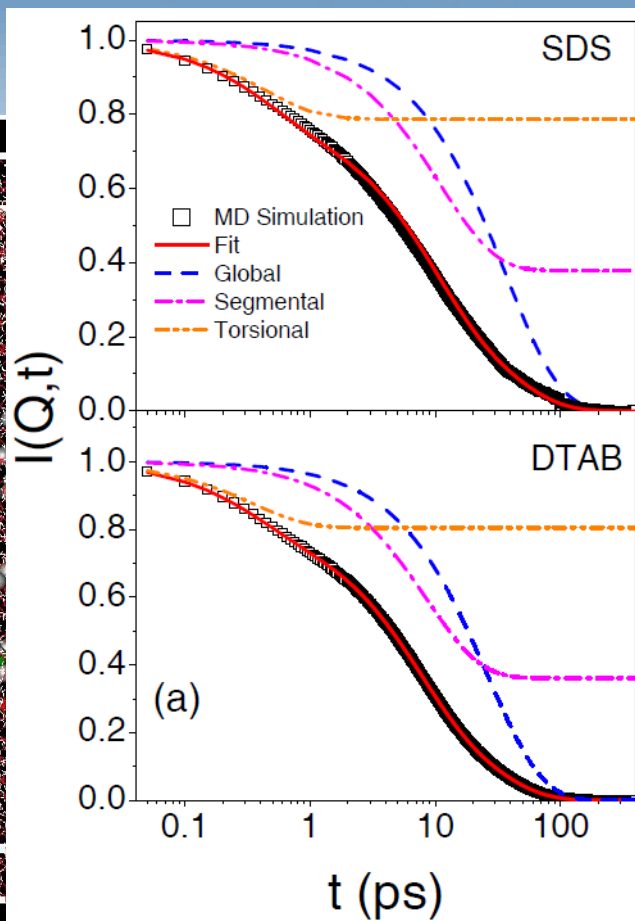 I(Q,t)
1.0
0.8
0.6
0.4
0.2
0.0
SDS
MD Simulation
Fit
Global
Segmental
Torsional
1.0
0.8
0.6
0.4
0.2
0.0
DTAB
(a)
0.1
1
10
100
t (ps)